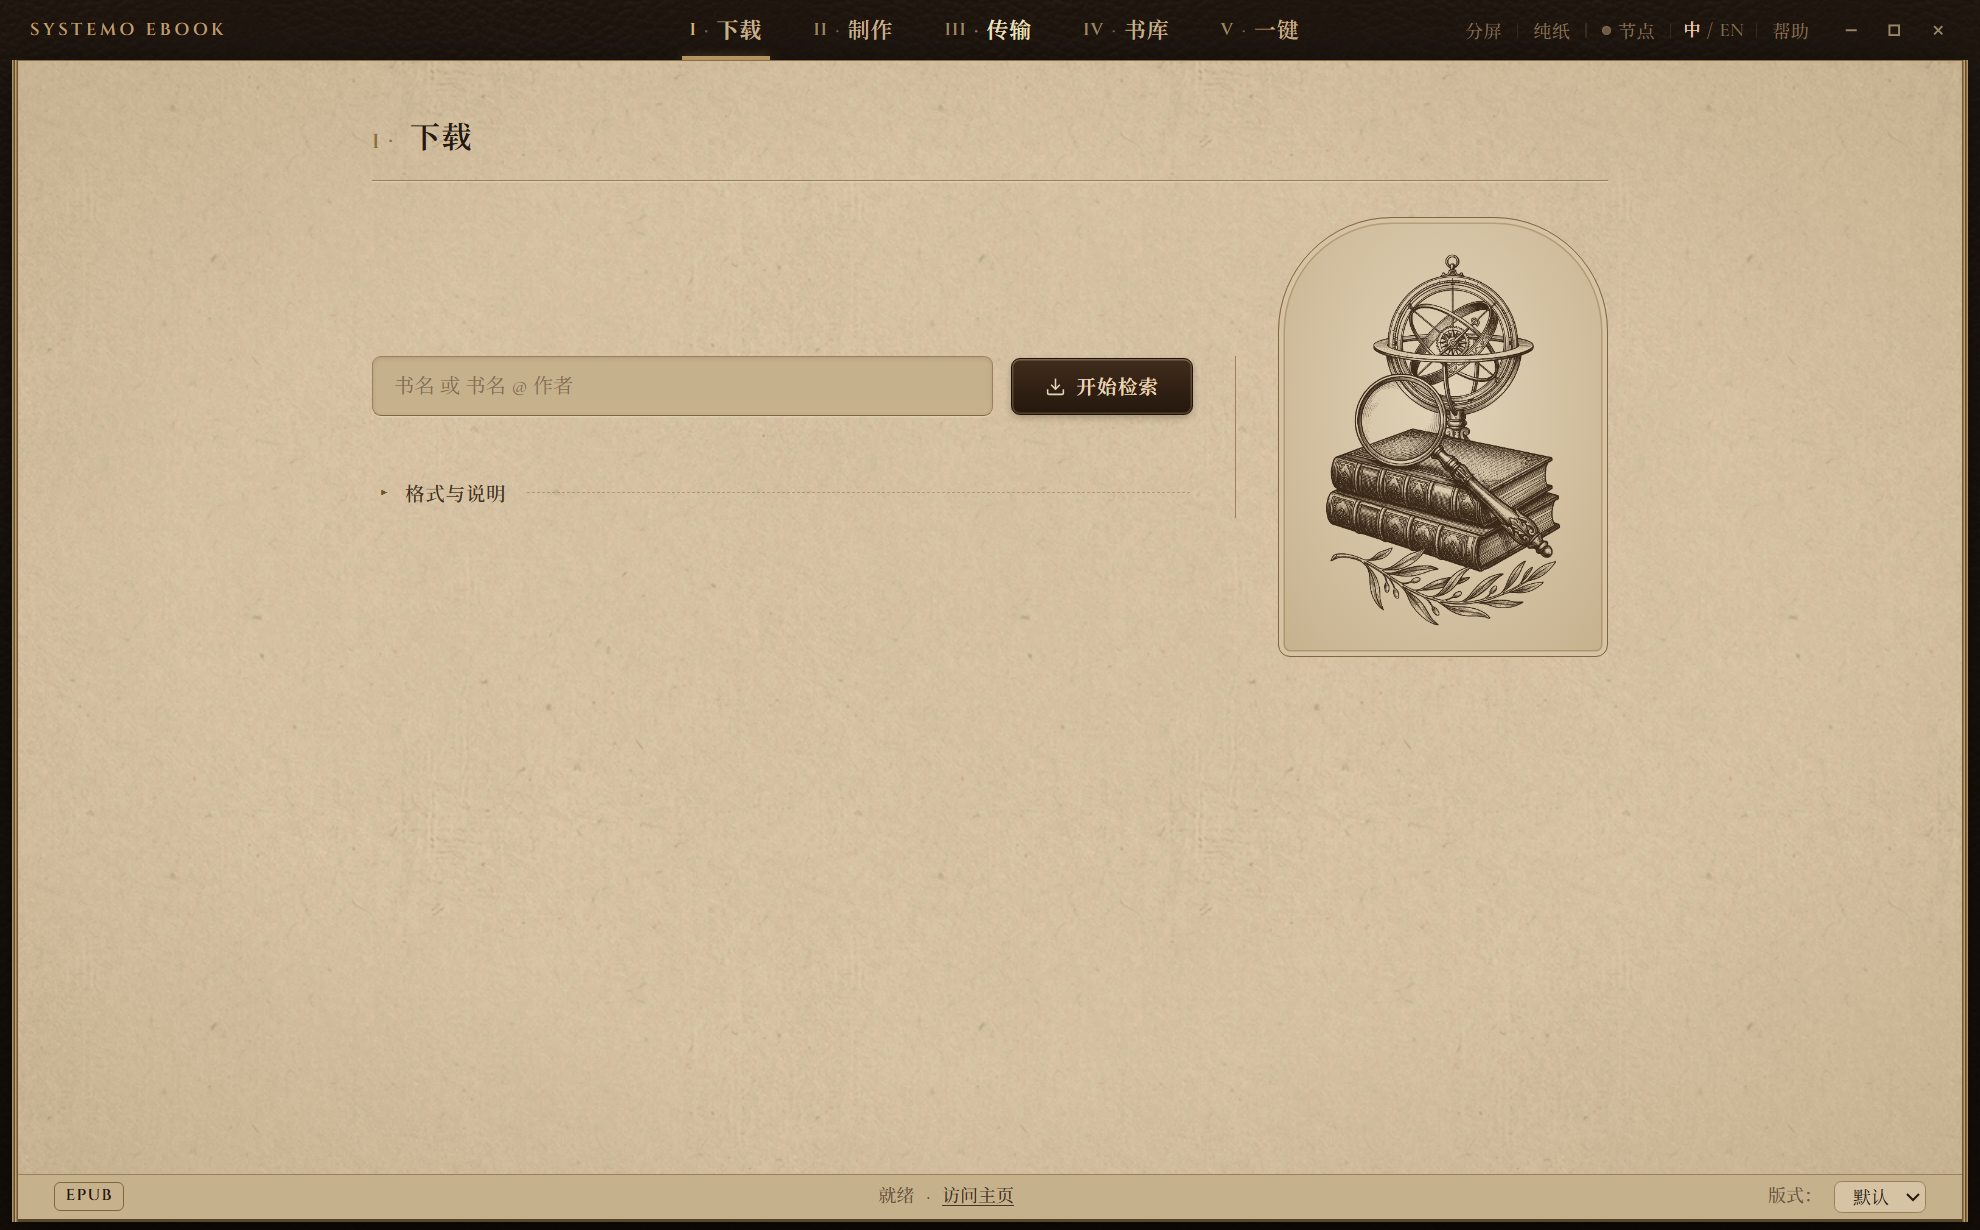 SYSTEMO EBOOK
I · 下载
II · 制作
III · 传输
IV · 书库
V · 一键
分屏
纯纸
节点
中 / EN
帮助
I · 下载
书名 或 书名 @ 作者
开始检索
格式与说明
EPUB
就绪 · 访问主页
版式：
默认